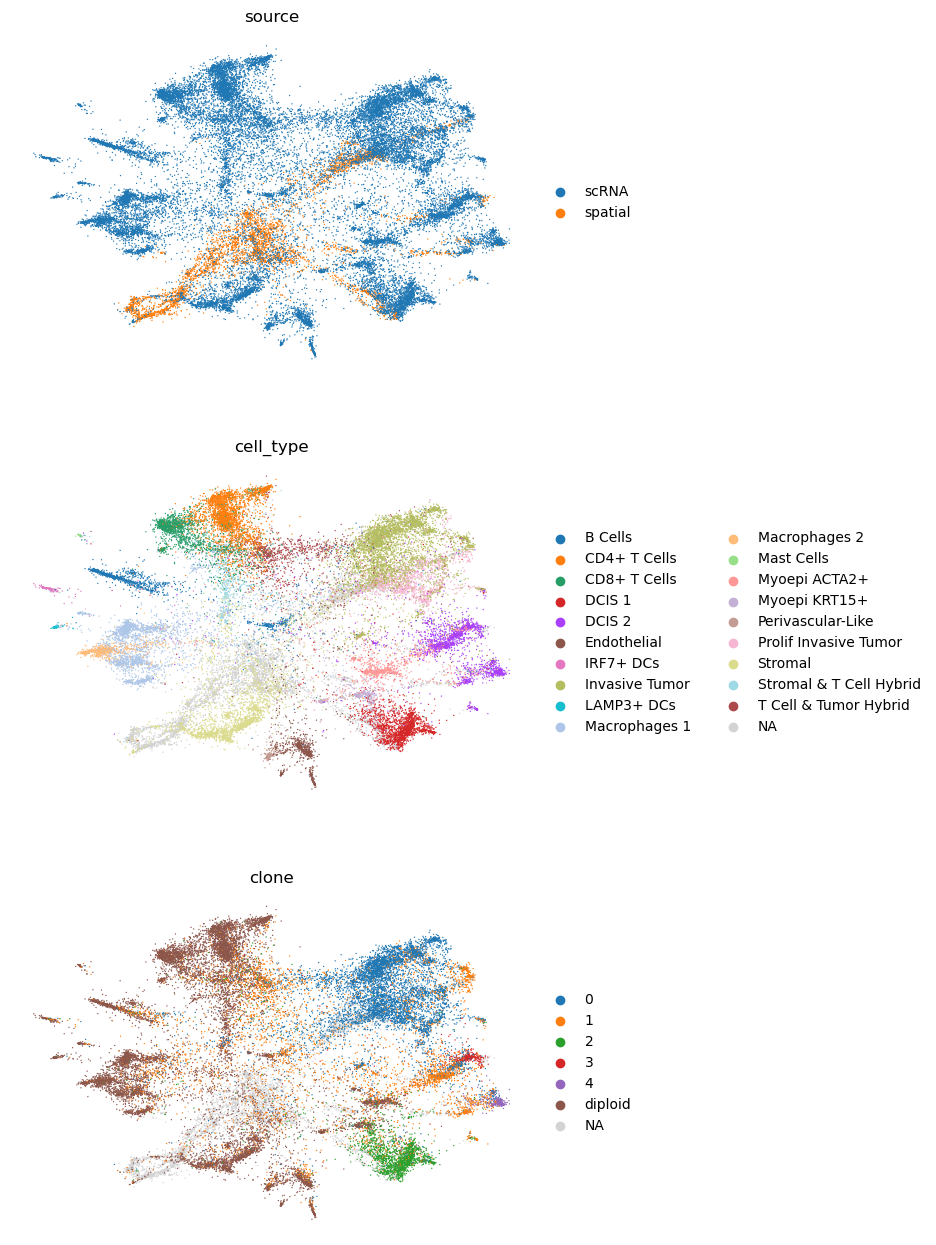 source
scRNA
spatial
cell_type
B Cells
CD4+ T Cells
CD8+ T Cells
DCIS 1
DCIS 2
Endothelial
IRF7+ DCs
Invasive Tumor
LAMP3+ DCs
Macrophages 1
Macrophages 2
Mast Cells
Myoepi ACTA2+
Myoepi KRT15+
Perivascular-Like
Prolif Invasive Tumor
Stromal
Stromal & T Cell Hybrid
T Cell & Tumor Hybrid
NA
clone
0
1
2
3
4
diploid
NA